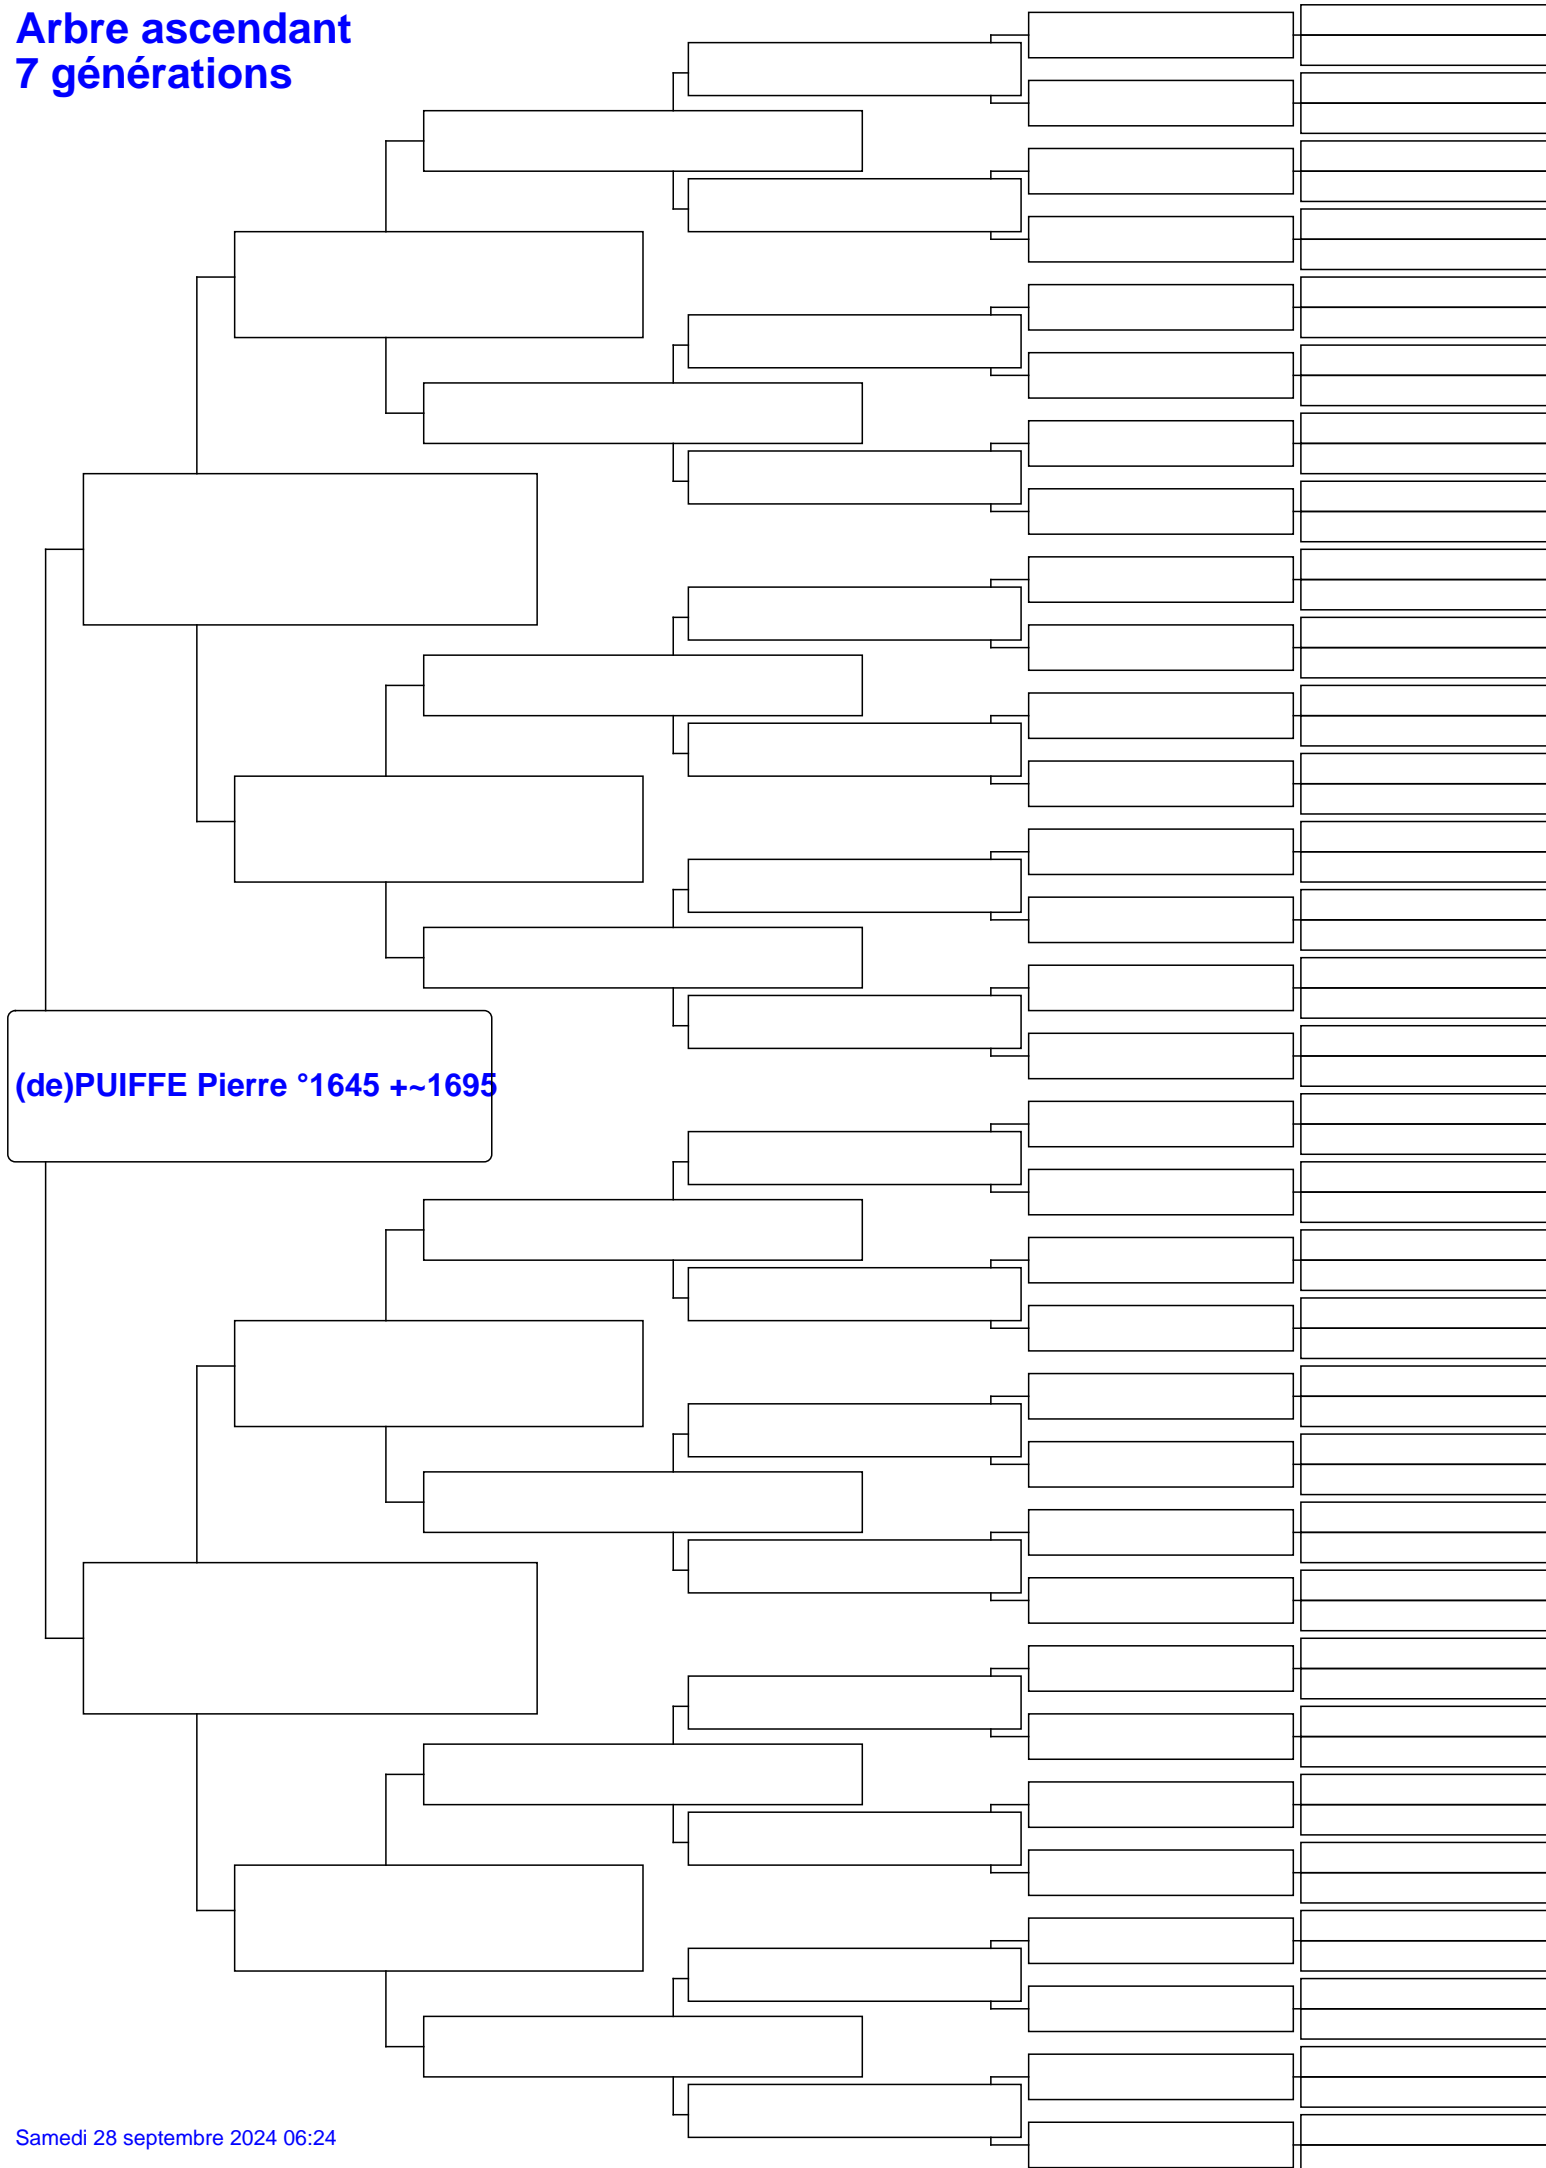 Arbre ascendant
7 générations
(de)PUIFFE Pierre °1645 +~1695
Samedi 28 septembre 2024 06:24